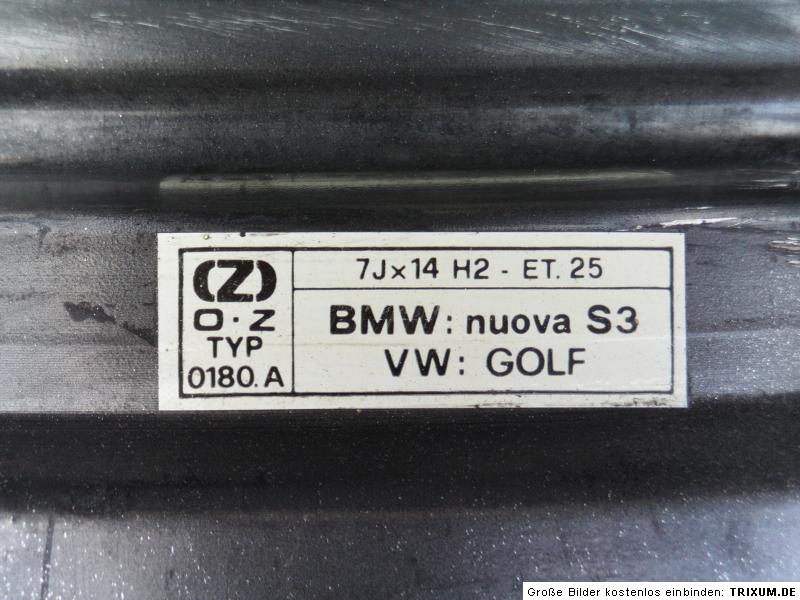 (Z)
O·Z
TYP
0180.A
7J×14 H2 - ET. 25
BMW: nuova S3
VW: GOLF
Große Bilder kostenlos einbinden: TRIXUM.DE